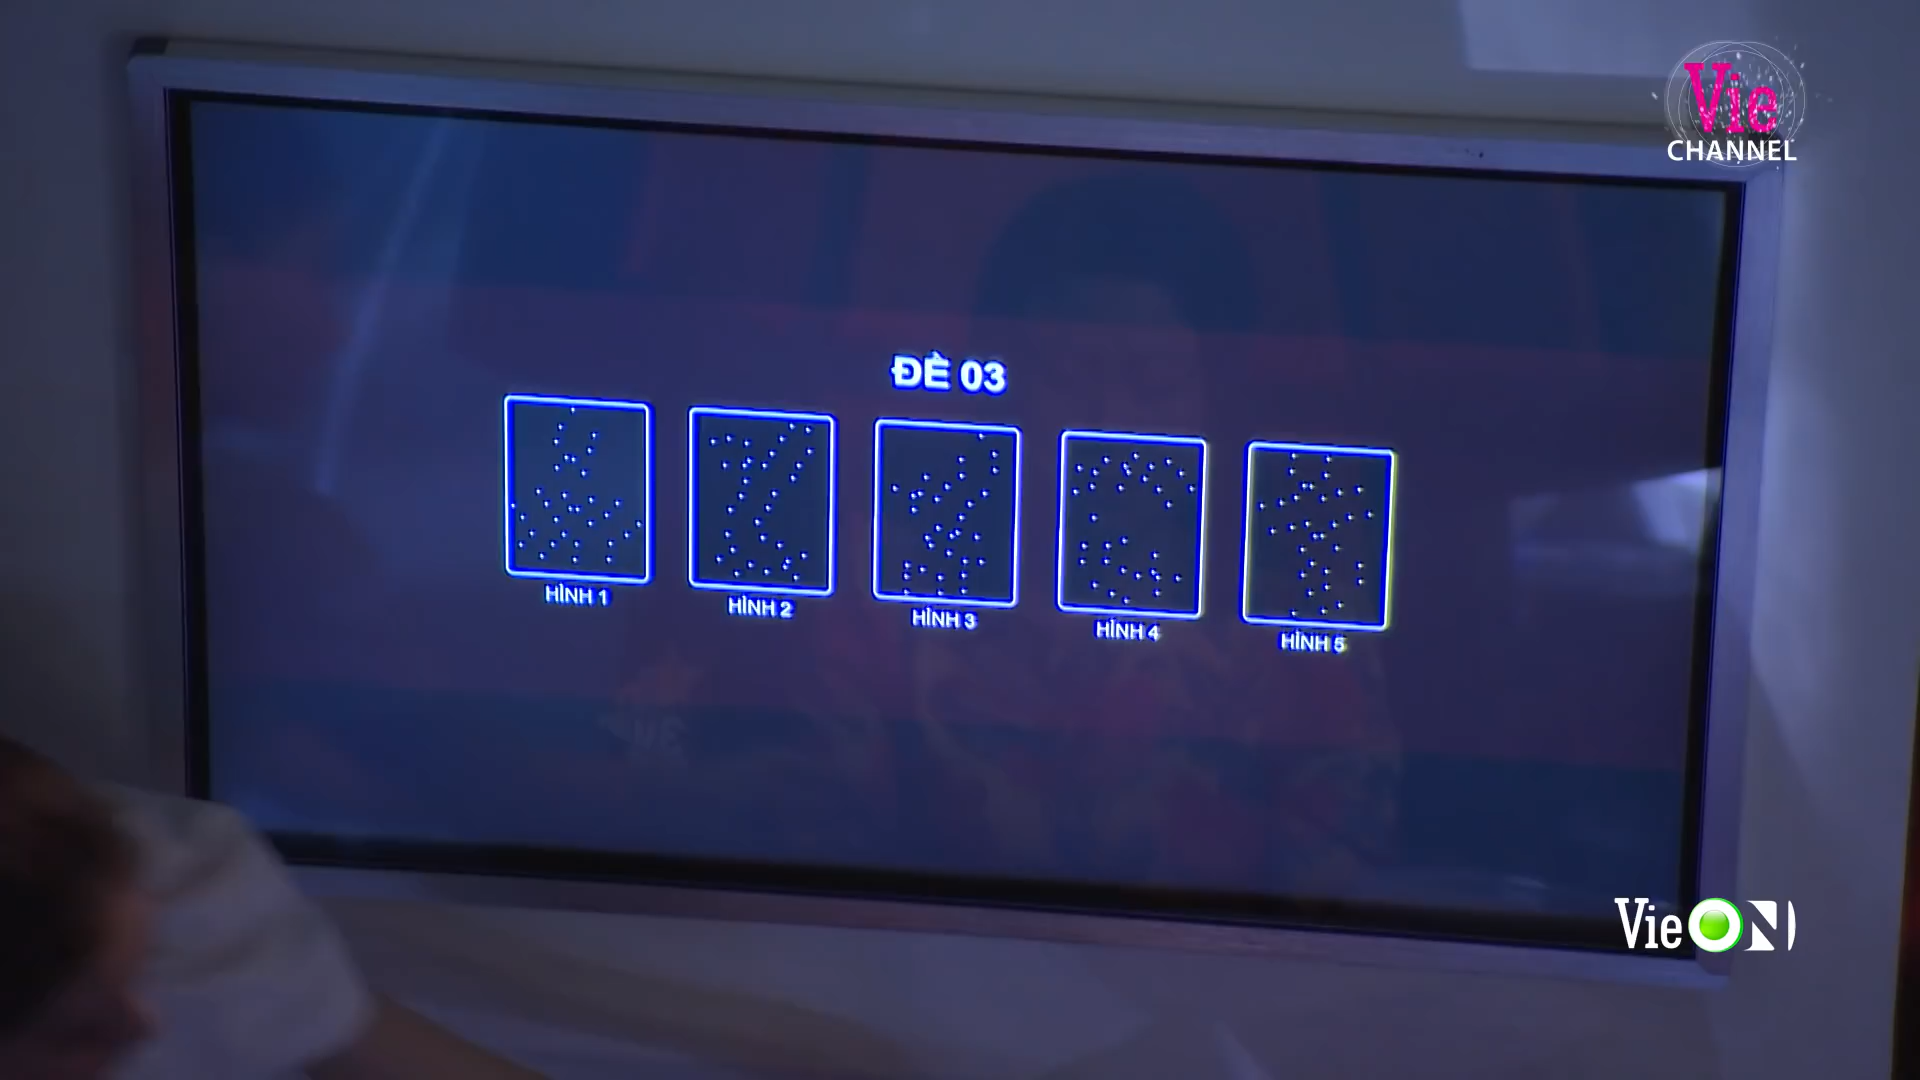 Vie
CHANNEL
ĐỀ 03
HÌNH 1
HÌNH 2
HÌNH 3
HÌNH 4
HÌNH 5
VieON